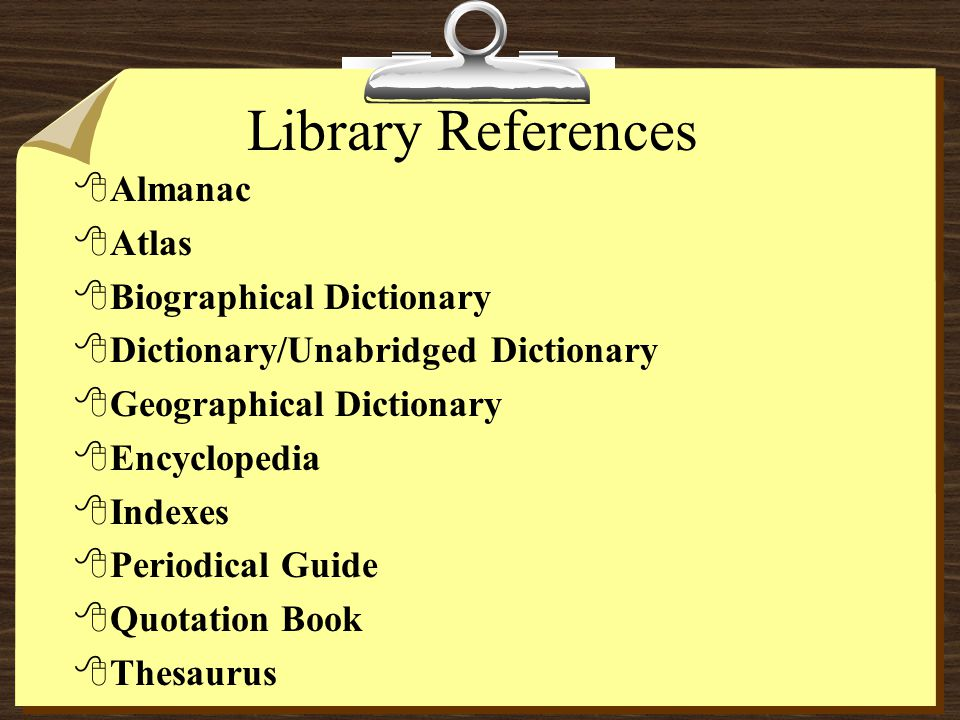 Library References
Almanac
Atlas
Biographical Dictionary
Dictionary/Unabridged Dictionary
Geographical Dictionary
Encyclopedia
Indexes
Periodical Guide
Quotation Book
Thesaurus